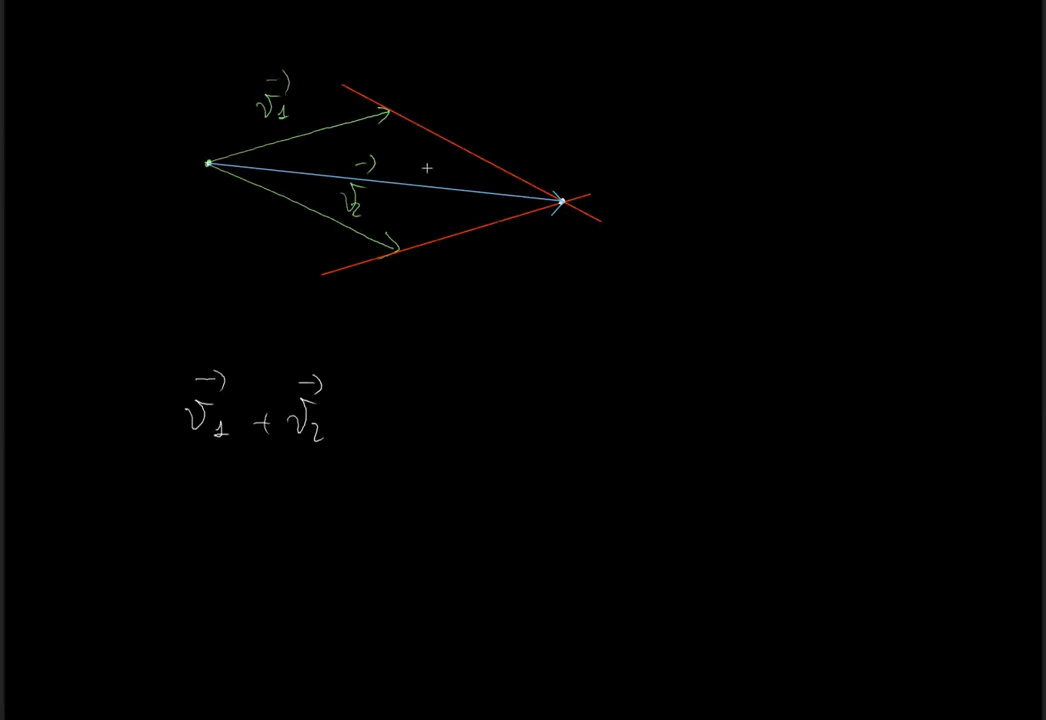 v⃗₁
v⃗₂
v⃗₁ + v⃗₂